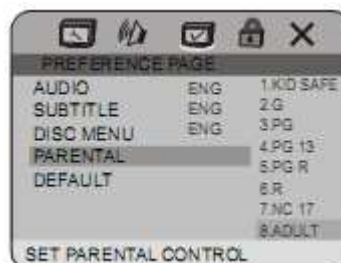 PREFERENCE PAGE
AUDIO ENG
SUBTITLE ENG
DISC MENU ENG
PARENTAL
DEFAULT
1.KID SAFE
2.G
3.PG
4.PG 13
5.PG R
6.R
7.NC 17
8.ADULT
SET PARENTAL CONTROL